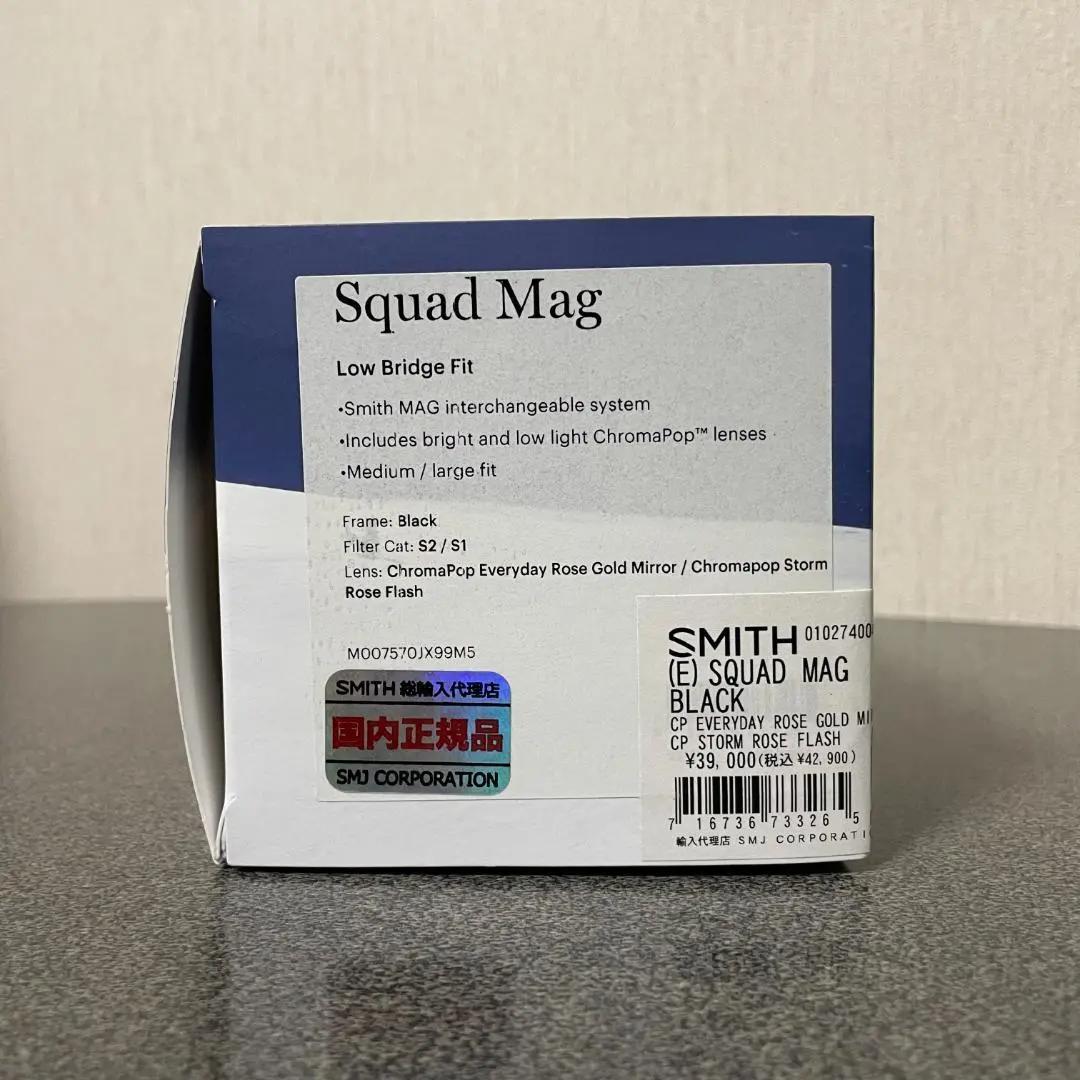 Squad Mag
Low Bridge Fit
•Smith MAG interchangeable system
•Includes bright and low light ChromaPop™ lenses
•Medium / large fit
Frame: Black
Filter Cat: S2 / S1
Lens: ChromaPop Everyday Rose Gold Mirror / Chromapop Storm
Rose Flash
M007570JX99M5
SMITH 総輸入代理店
国内正規品
SMJ CORPORATION
SMITH 01027400
(E) SQUAD MAG
BLACK
CP EVERYDAY ROSE GOLD MI
CP STORM ROSE FLASH
¥39,000(税込¥42,900)
7 16736 73326 5
輸入代理店 SMJ CORPORATI